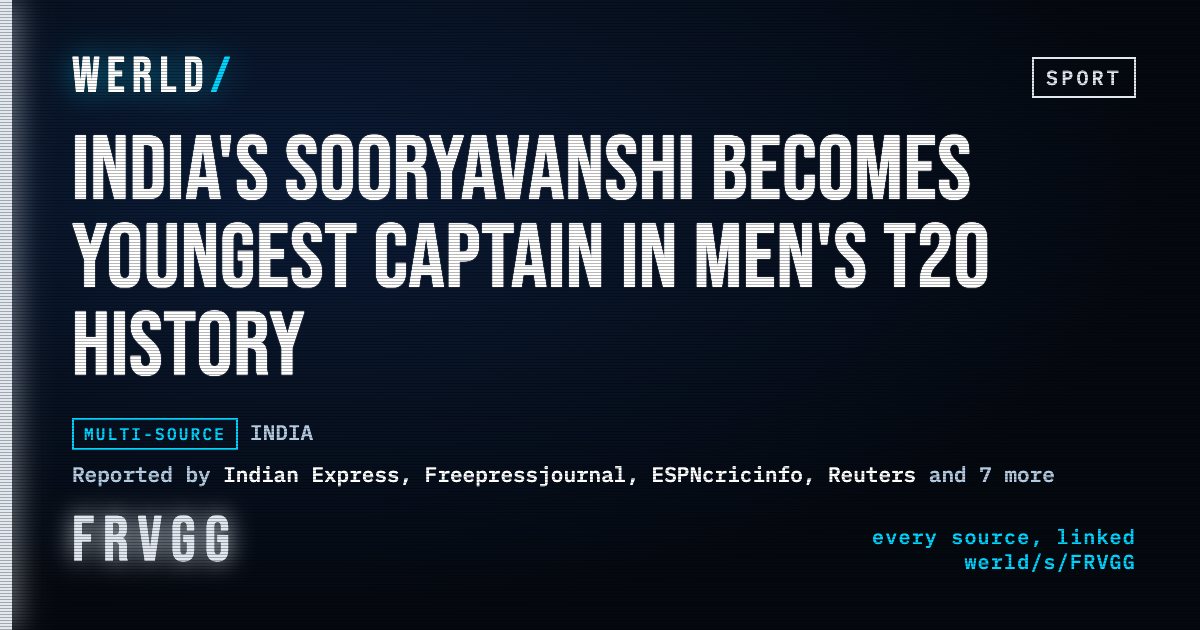 WERLD/
SPORT
INDIA'S SOORYAVANSHI BECOMES
YOUNGEST CAPTAIN IN MEN'S T20
HISTORY
MULTI-SOURCE INDIA
Reported by Indian Express, Freepressjournal, ESPNcricinfo, Reuters and 7 more
FRVGG
every source, linked
werld/s/FRVGG